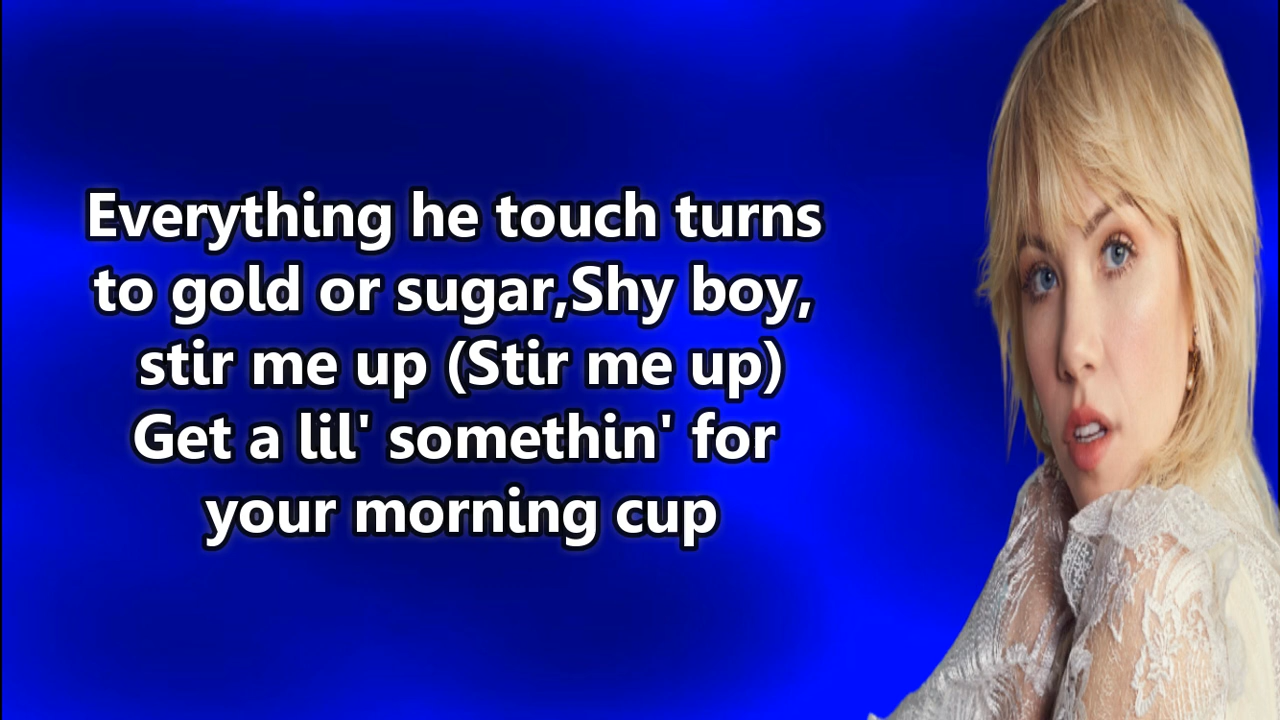 Everything he touch turns
to gold or sugar,Shy boy,
stir me up (Stir me up)
Get a lil' somethin' for
your morning cup